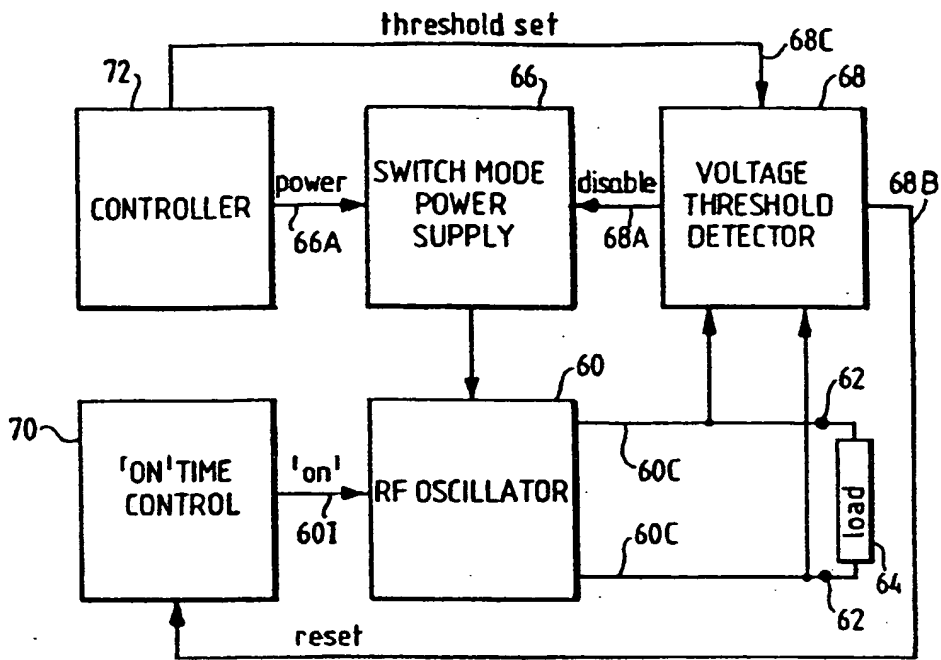 threshold set
68C
72
66
68
CONTROLLER
power
66A
SWITCH MODE
POWER
SUPPLY
disable
68A
VOLTAGE
THRESHOLD
DETECTOR
68B
70
'ON' TIME
CONTROL
'on'
60I
60
RF OSCILLATOR
60C
60C
62
load
64
62
reset